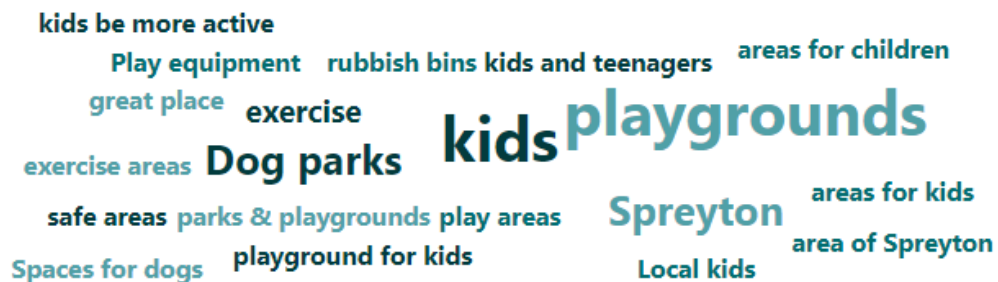 kids be more active
Play equipment rubbish bins kids and teenagers areas for children
great place exercise kids playgrounds
exercise areas Dog parks
safe areas parks & playgrounds play areas Spreyton areas for kids
Spaces for dogs playground for kids Local kids area of Spreyton